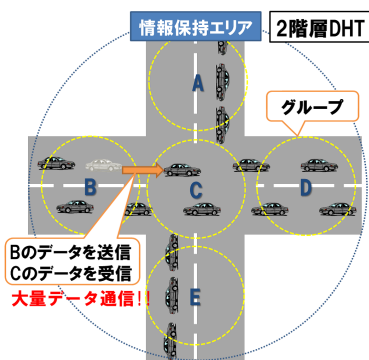 情報保持エリア
2階層DHT
A
グループ
B
C
D
Bのデータを送信
Cのデータを受信
大量データ通信!!
E